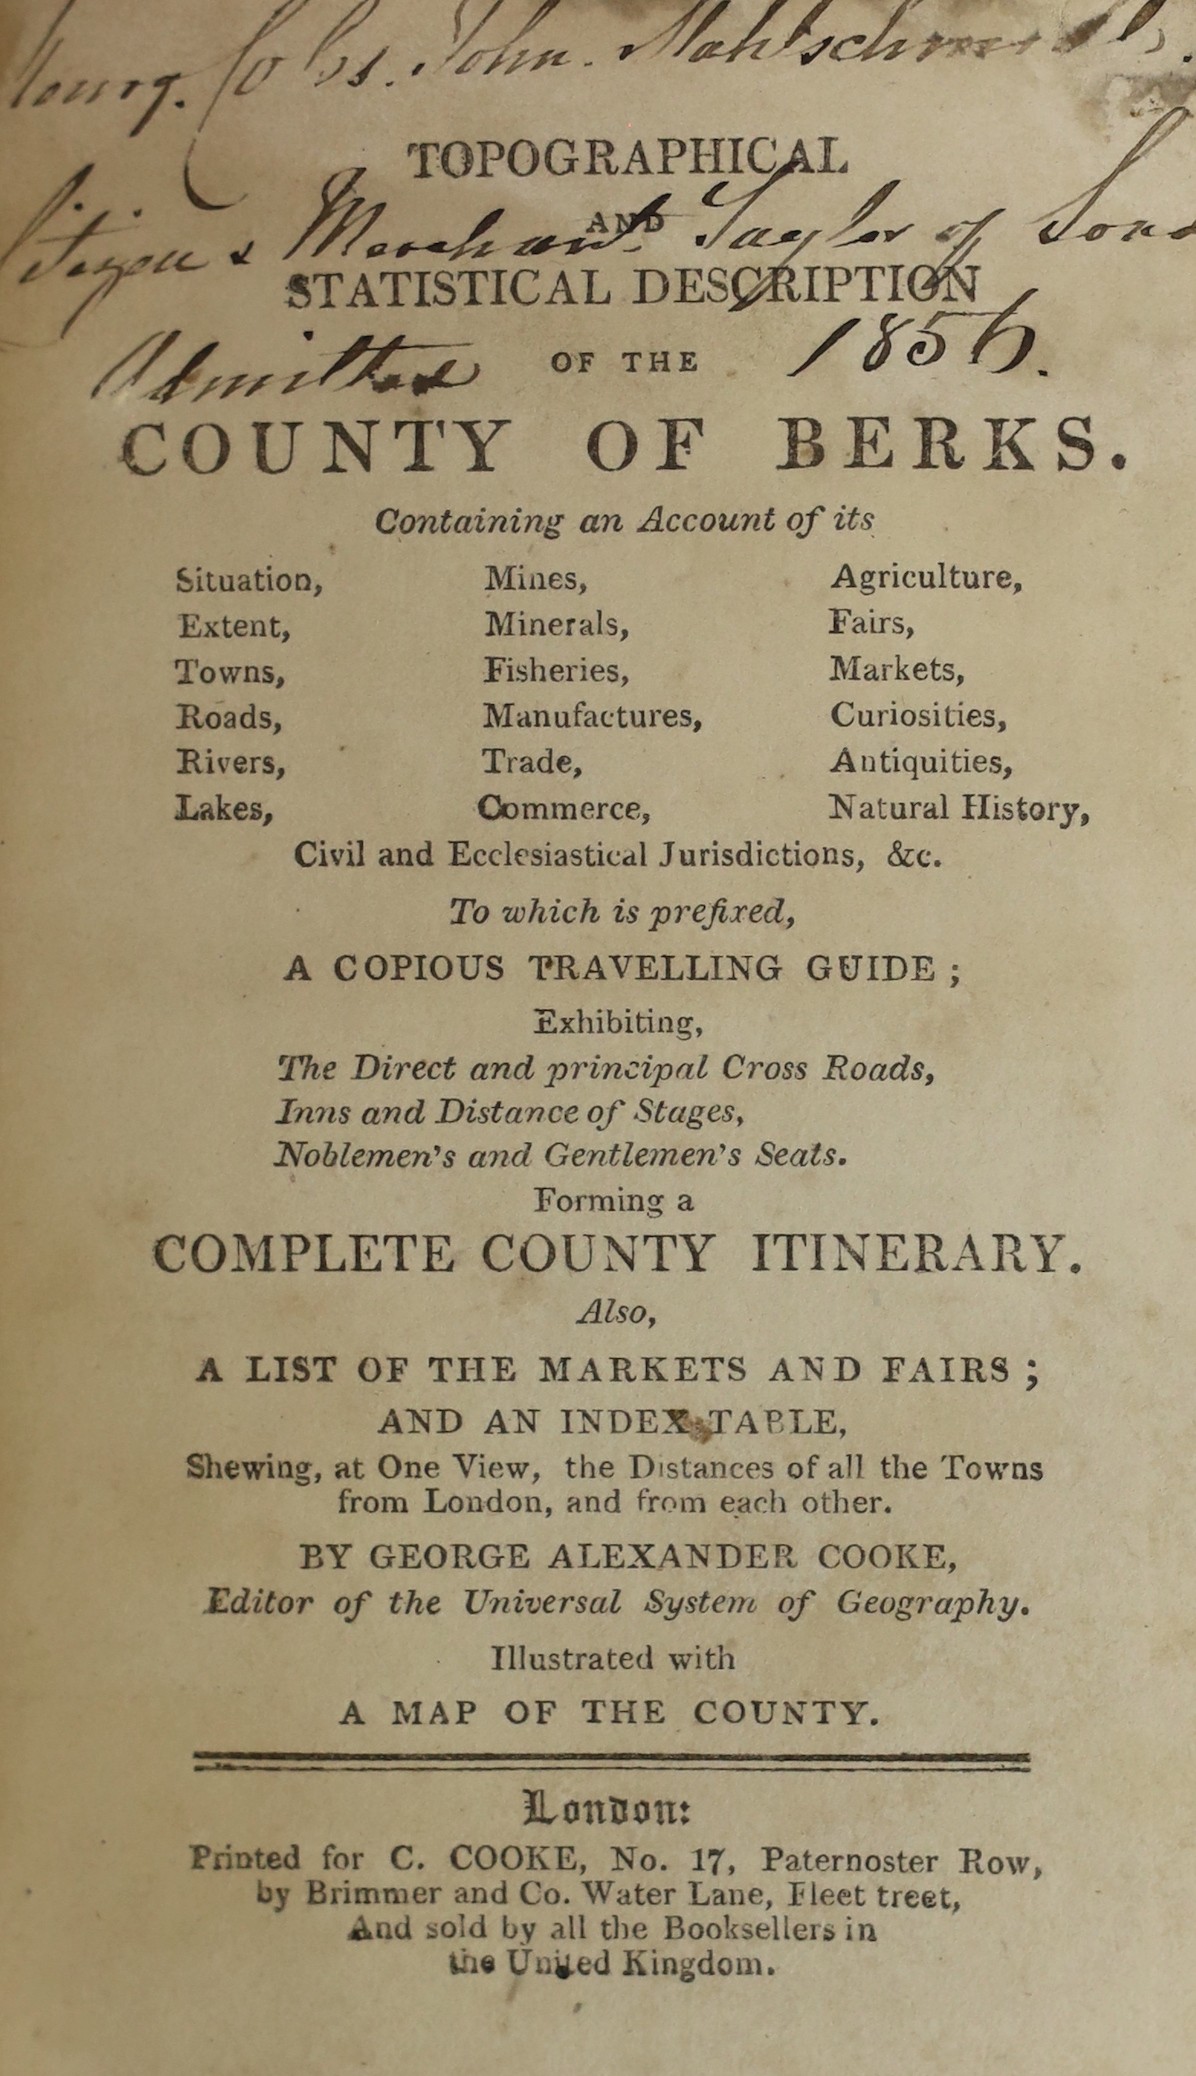 John. Mahlschm
TOPOGRAPHICAL
AND
Merchant Taylor of
STATISTICAL DESCRIPTION
Admitted 1856.
OF THE
COUNTY OF BERKS.
Containing an Account of its
Situation, Mines, Agriculture,
Extent, Minerals, Fairs,
Towns, Fisheries, Markets,
Roads, Manufactures, Curiosities,
Rivers, Trade, Antiquities,
Lakes, Commerce, Natural History,
Civil and Ecclesiastical Jurisdictions, &c.
To which is prefixed,
A COPIOUS TRAVELLING GUIDE ;
Exhibiting,
The Direct and principal Cross Roads,
Inns and Distance of Stages,
Noblemen's and Gentlemen's Seats.
Forming a
COMPLETE COUNTY ITINERARY.
Also,
A LIST OF THE MARKETS AND FAIRS ;
AND AN INDEX TABLE,
Shewing, at One View, the Distances of all the Towns
from London, and from each other.
BY GEORGE ALEXANDER COOKE,
Editor of the Universal System of Geography.
Illustrated with
A MAP OF THE COUNTY.
London:
Printed for C. COOKE, No. 17, Paternoster Row,
by Brimmer and Co. Water Lane, Fleet treet,
And sold by all the Booksellers in
the United Kingdom.